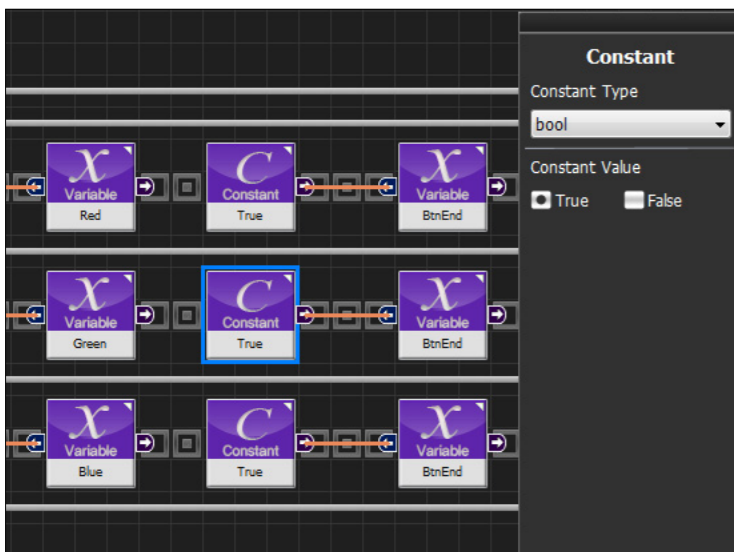 Variable
Red
Constant
True
Variable
BtnEnd
Variable
Green
Constant
True
Variable
BtnEnd
Variable
Blue
Constant
True
Variable
BtnEnd
Constant
Constant Type
bool
Constant Value
True False